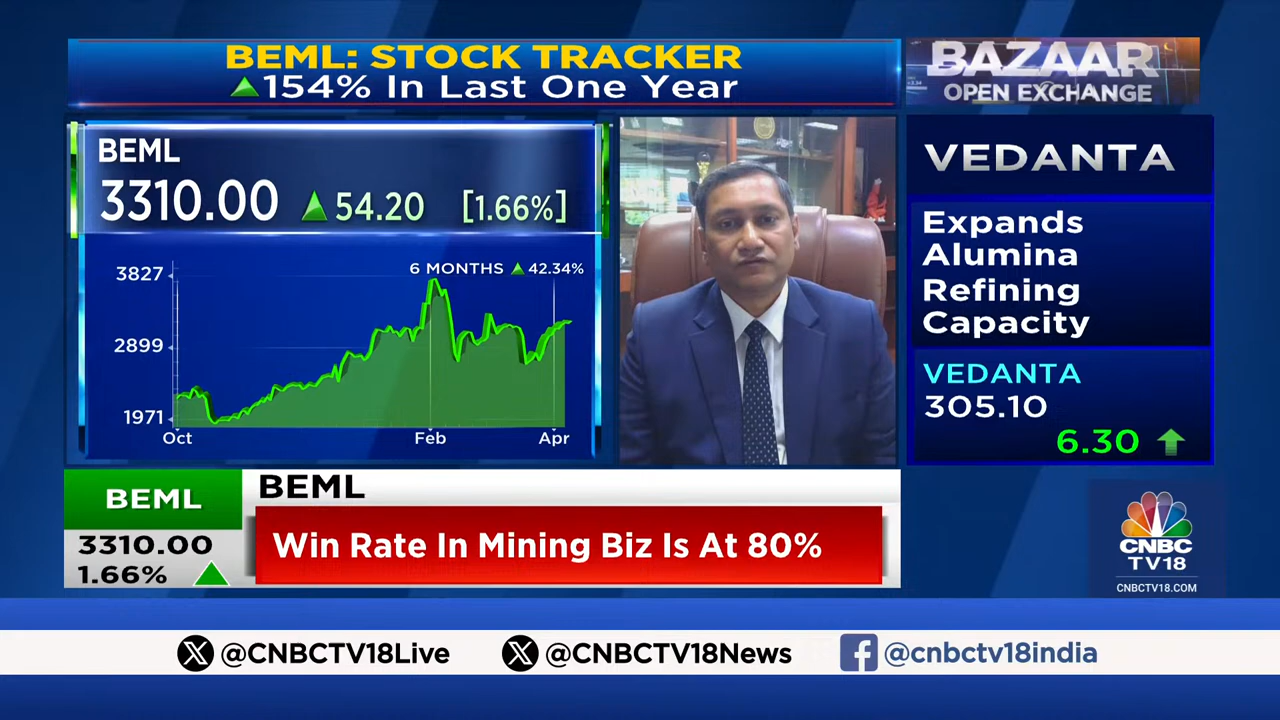 BEML: STOCK TRACKER
▲154% In Last One Year
BAZAAR
OPEN EXCHANGE
BEML
3310.00 ▲ 54.20 [1.66%]
6 MONTHS ▲ 42.34%
3827
2899
1971
Oct Feb Apr
VEDANTA
Expands
Alumina
Refining
Capacity
VEDANTA
305.10
6.30
BEML
3310.00
1.66%
BEML
Win Rate In Mining Biz Is At 80%
CNBC
TV18
CNBCTV18.COM
@CNBCTV18Live @CNBCTV18News @cnbctv18india